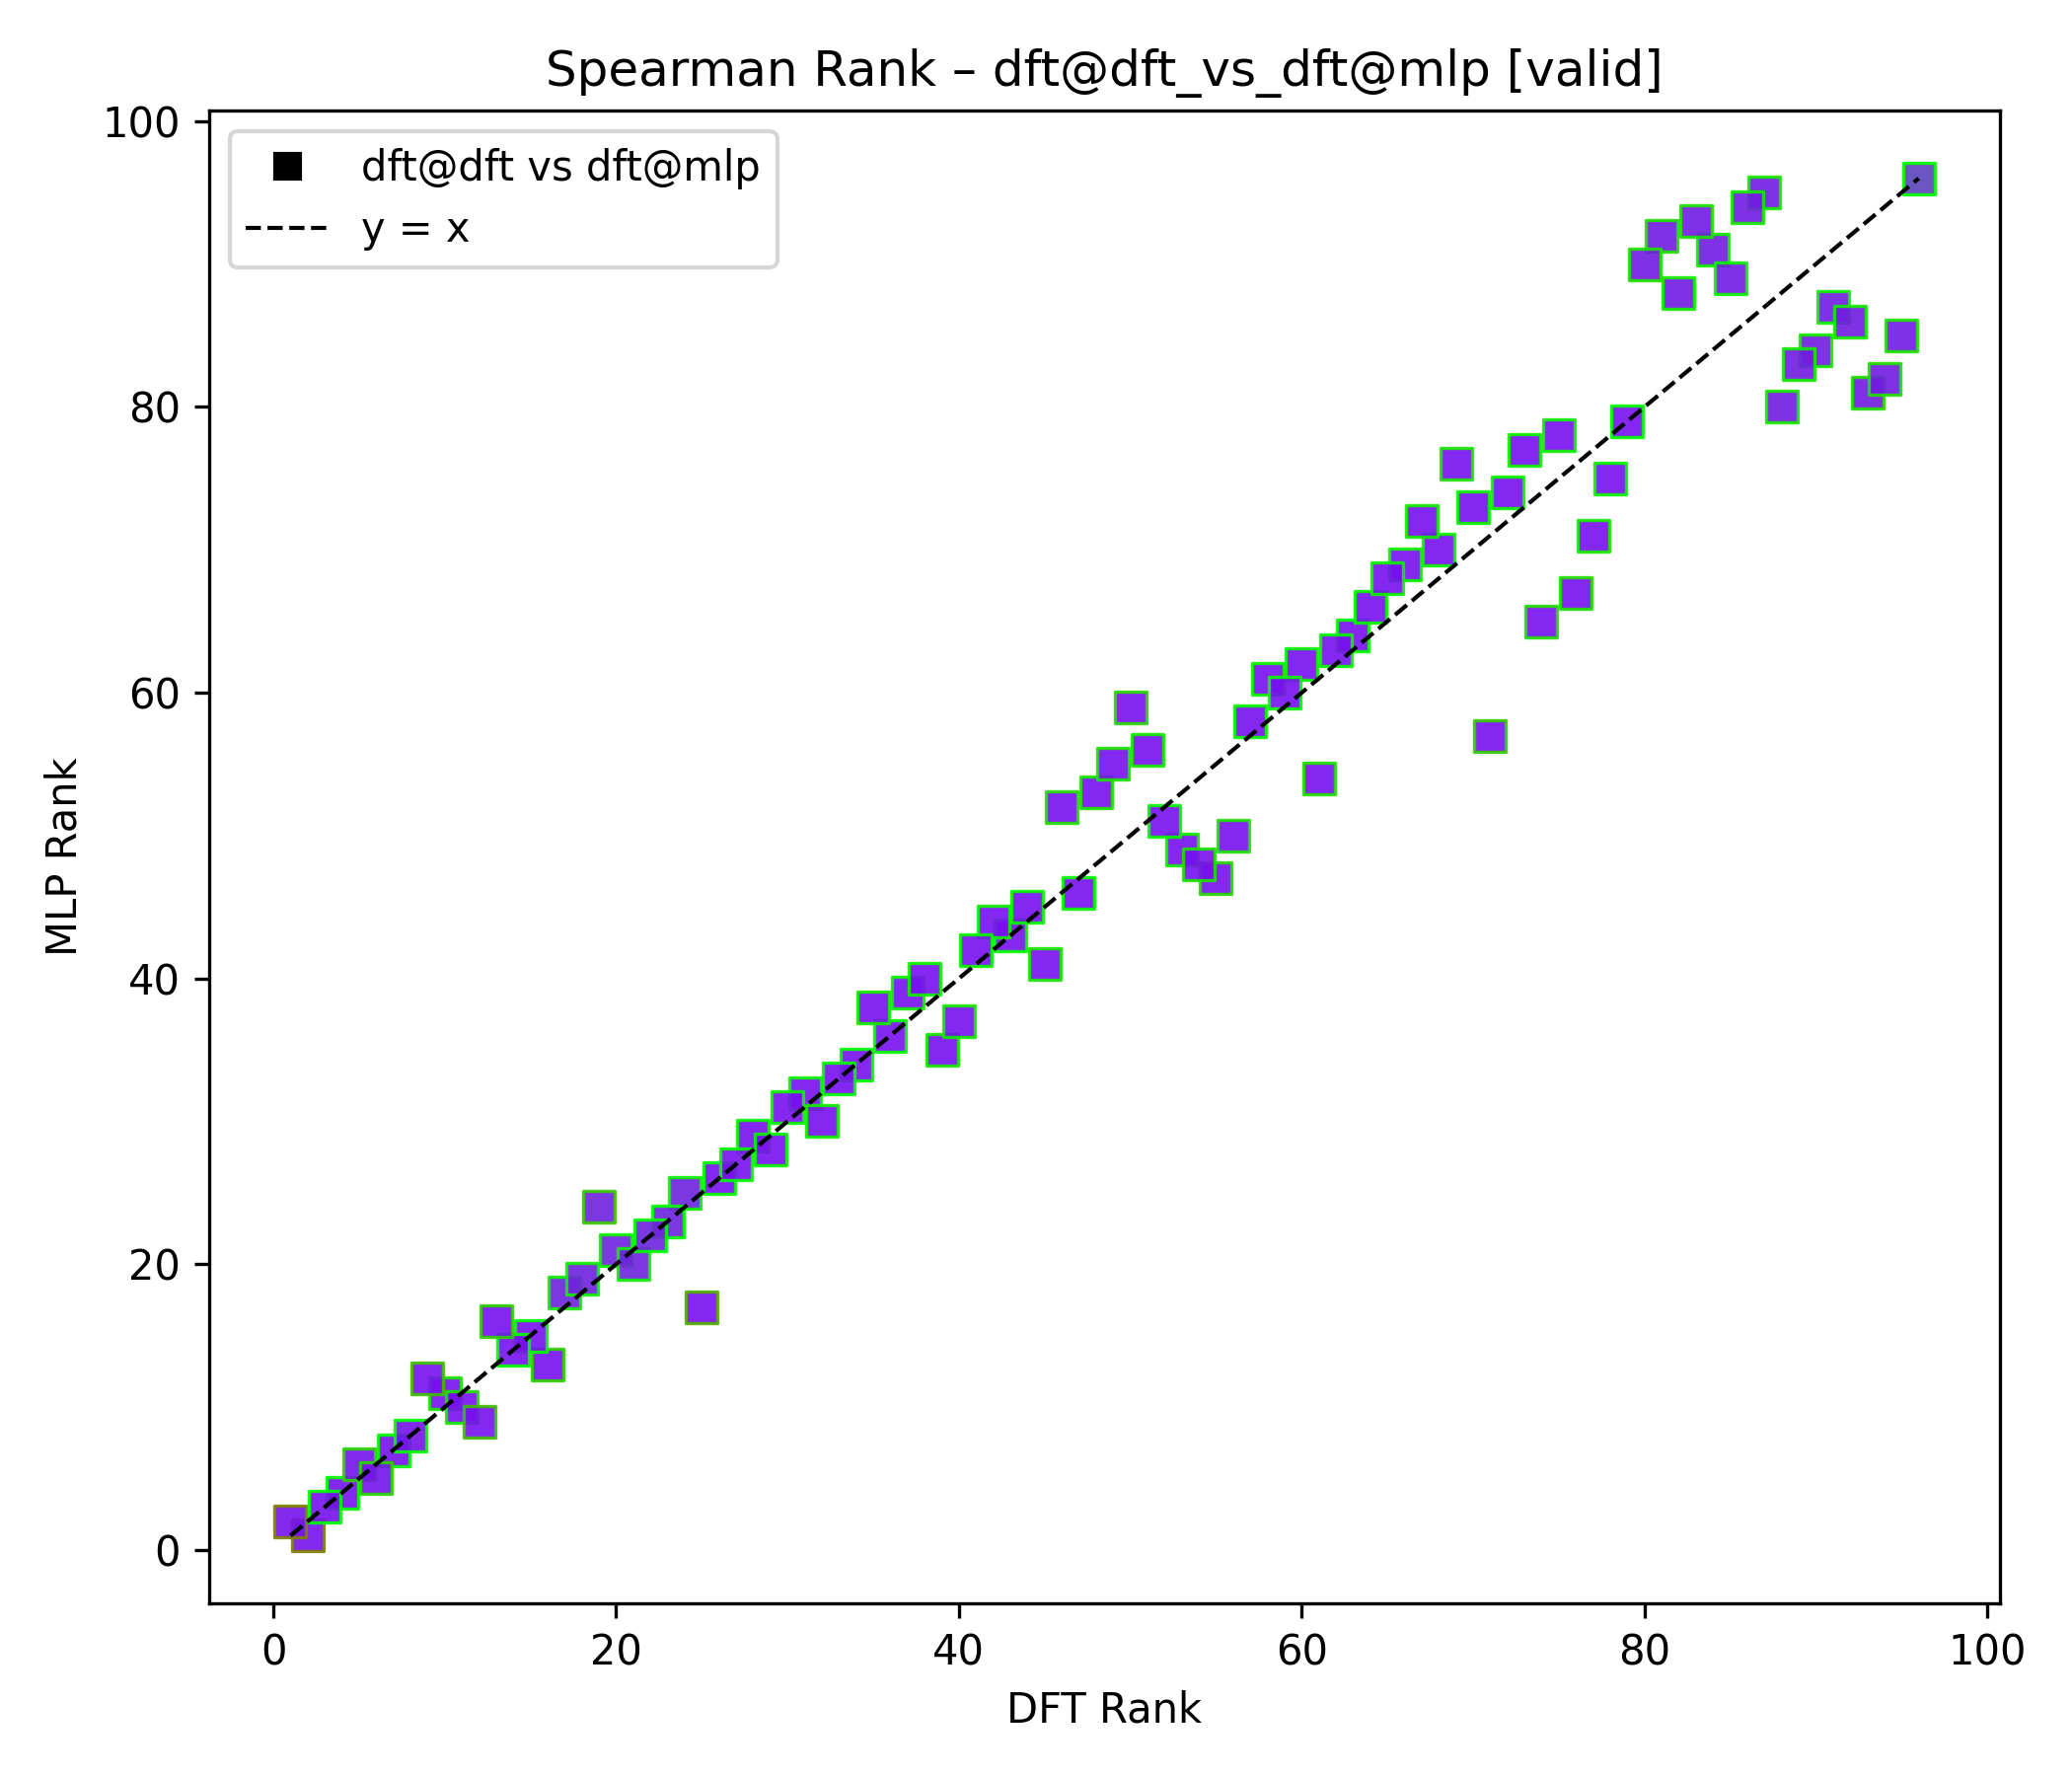 Spearman Rank – dft@dft_vs_dft@mlp [valid]
dft@dft vs dft@mlp
y = x
100
80
60
40
20
0
MLP Rank
0 20 40 60 80 100
DFT Rank